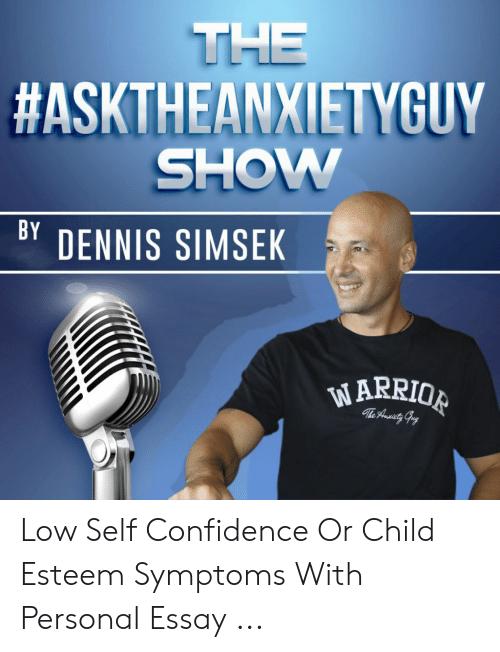 THE
#ASKTHEANXIETYGUY
SHOW
BY DENNIS SIMSEK
WARRIOR
The Anxiety Guy
Low Self Confidence Or Child
Esteem Symptoms With
Personal Essay ...